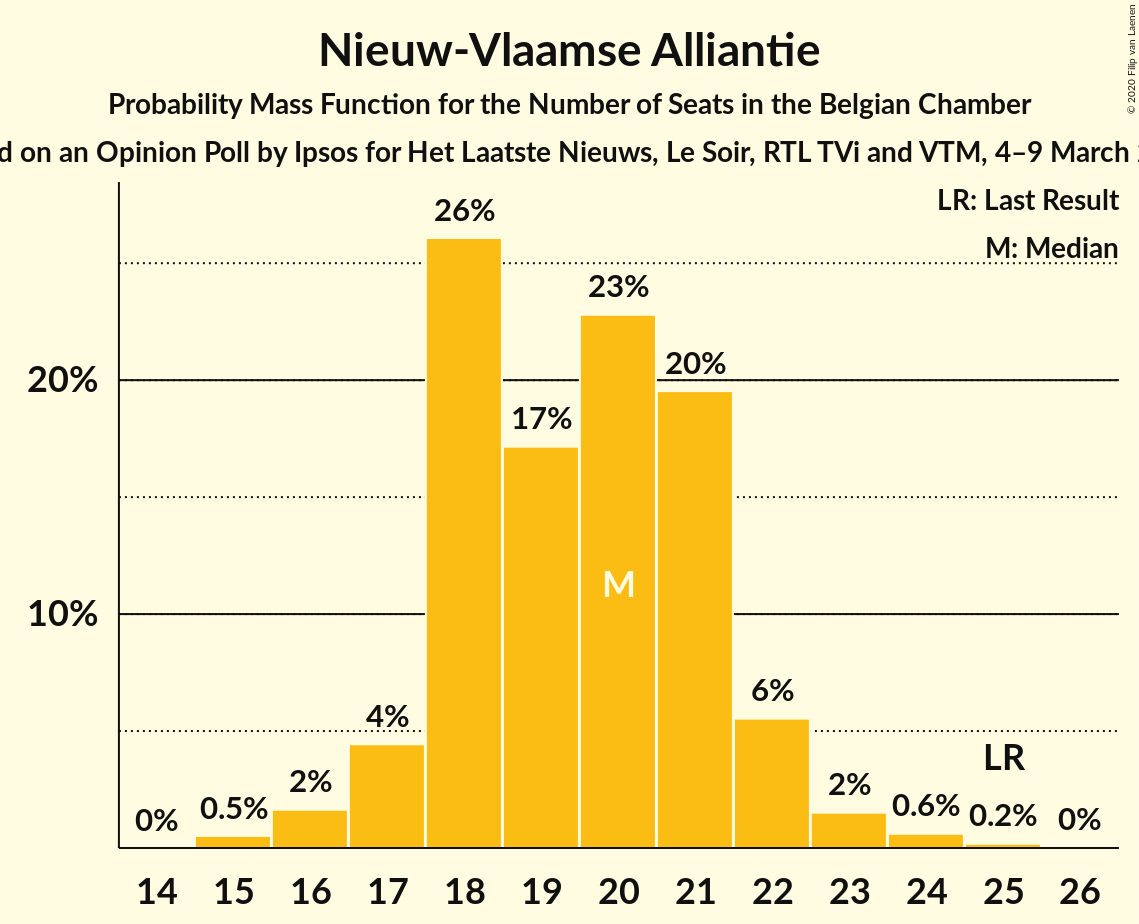 © 2020 Filip van Laenen
Nieuw-Vlaamse Alliantie
Probability Mass Function for the Number of Seats in the Belgian Chamber
on an Opinion Poll by Ipsos for Het Laatste Nieuws, Le Soir, RTL TVi and VTM, 4–9 March
LR: Last Result
M: Median
26%
23%
20%
20%
17%
M
10%
6%
4%
LR
2%
2%
0.5%
0.6%
0.2%
0%
0%
14 15 16 17 18 19 20 21 22 23 24 25 26